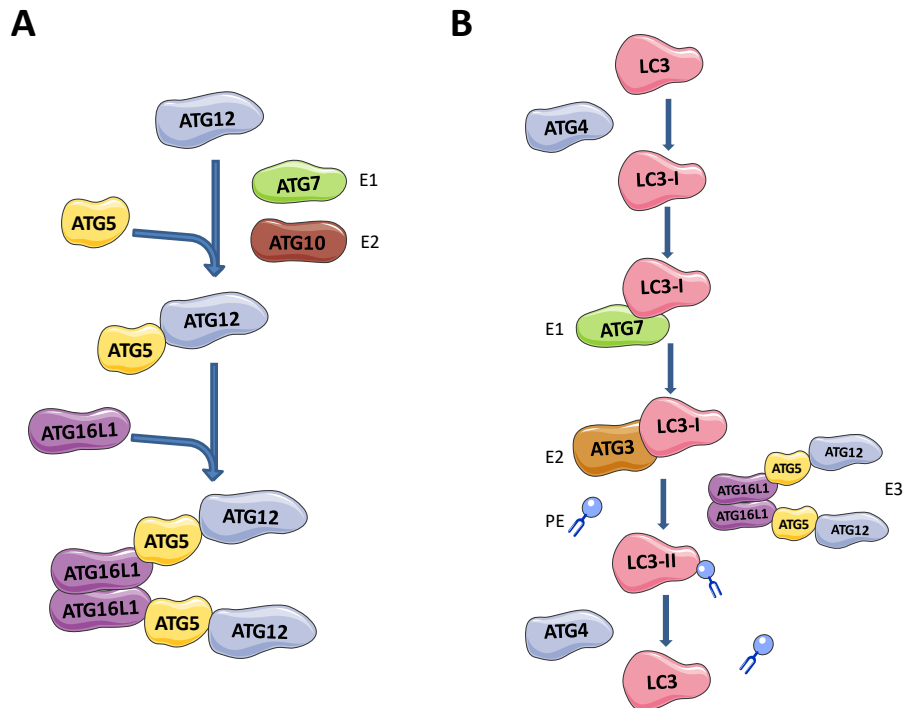 A
ATG12
ATG7 E1
ATG5
ATG10 E2
ATG12
ATG5
ATG16L1
ATG12
ATG5
ATG16L1
ATG16L1
ATG5
ATG12
B
LC3
ATG4
LC3-I
LC3-I
E1 ATG7
LC3-I
E2 ATG3
ATG12
ATG5
ATG16L1 E3
ATG16L1
ATG5
ATG12
PE
LC3-II
ATG4
LC3